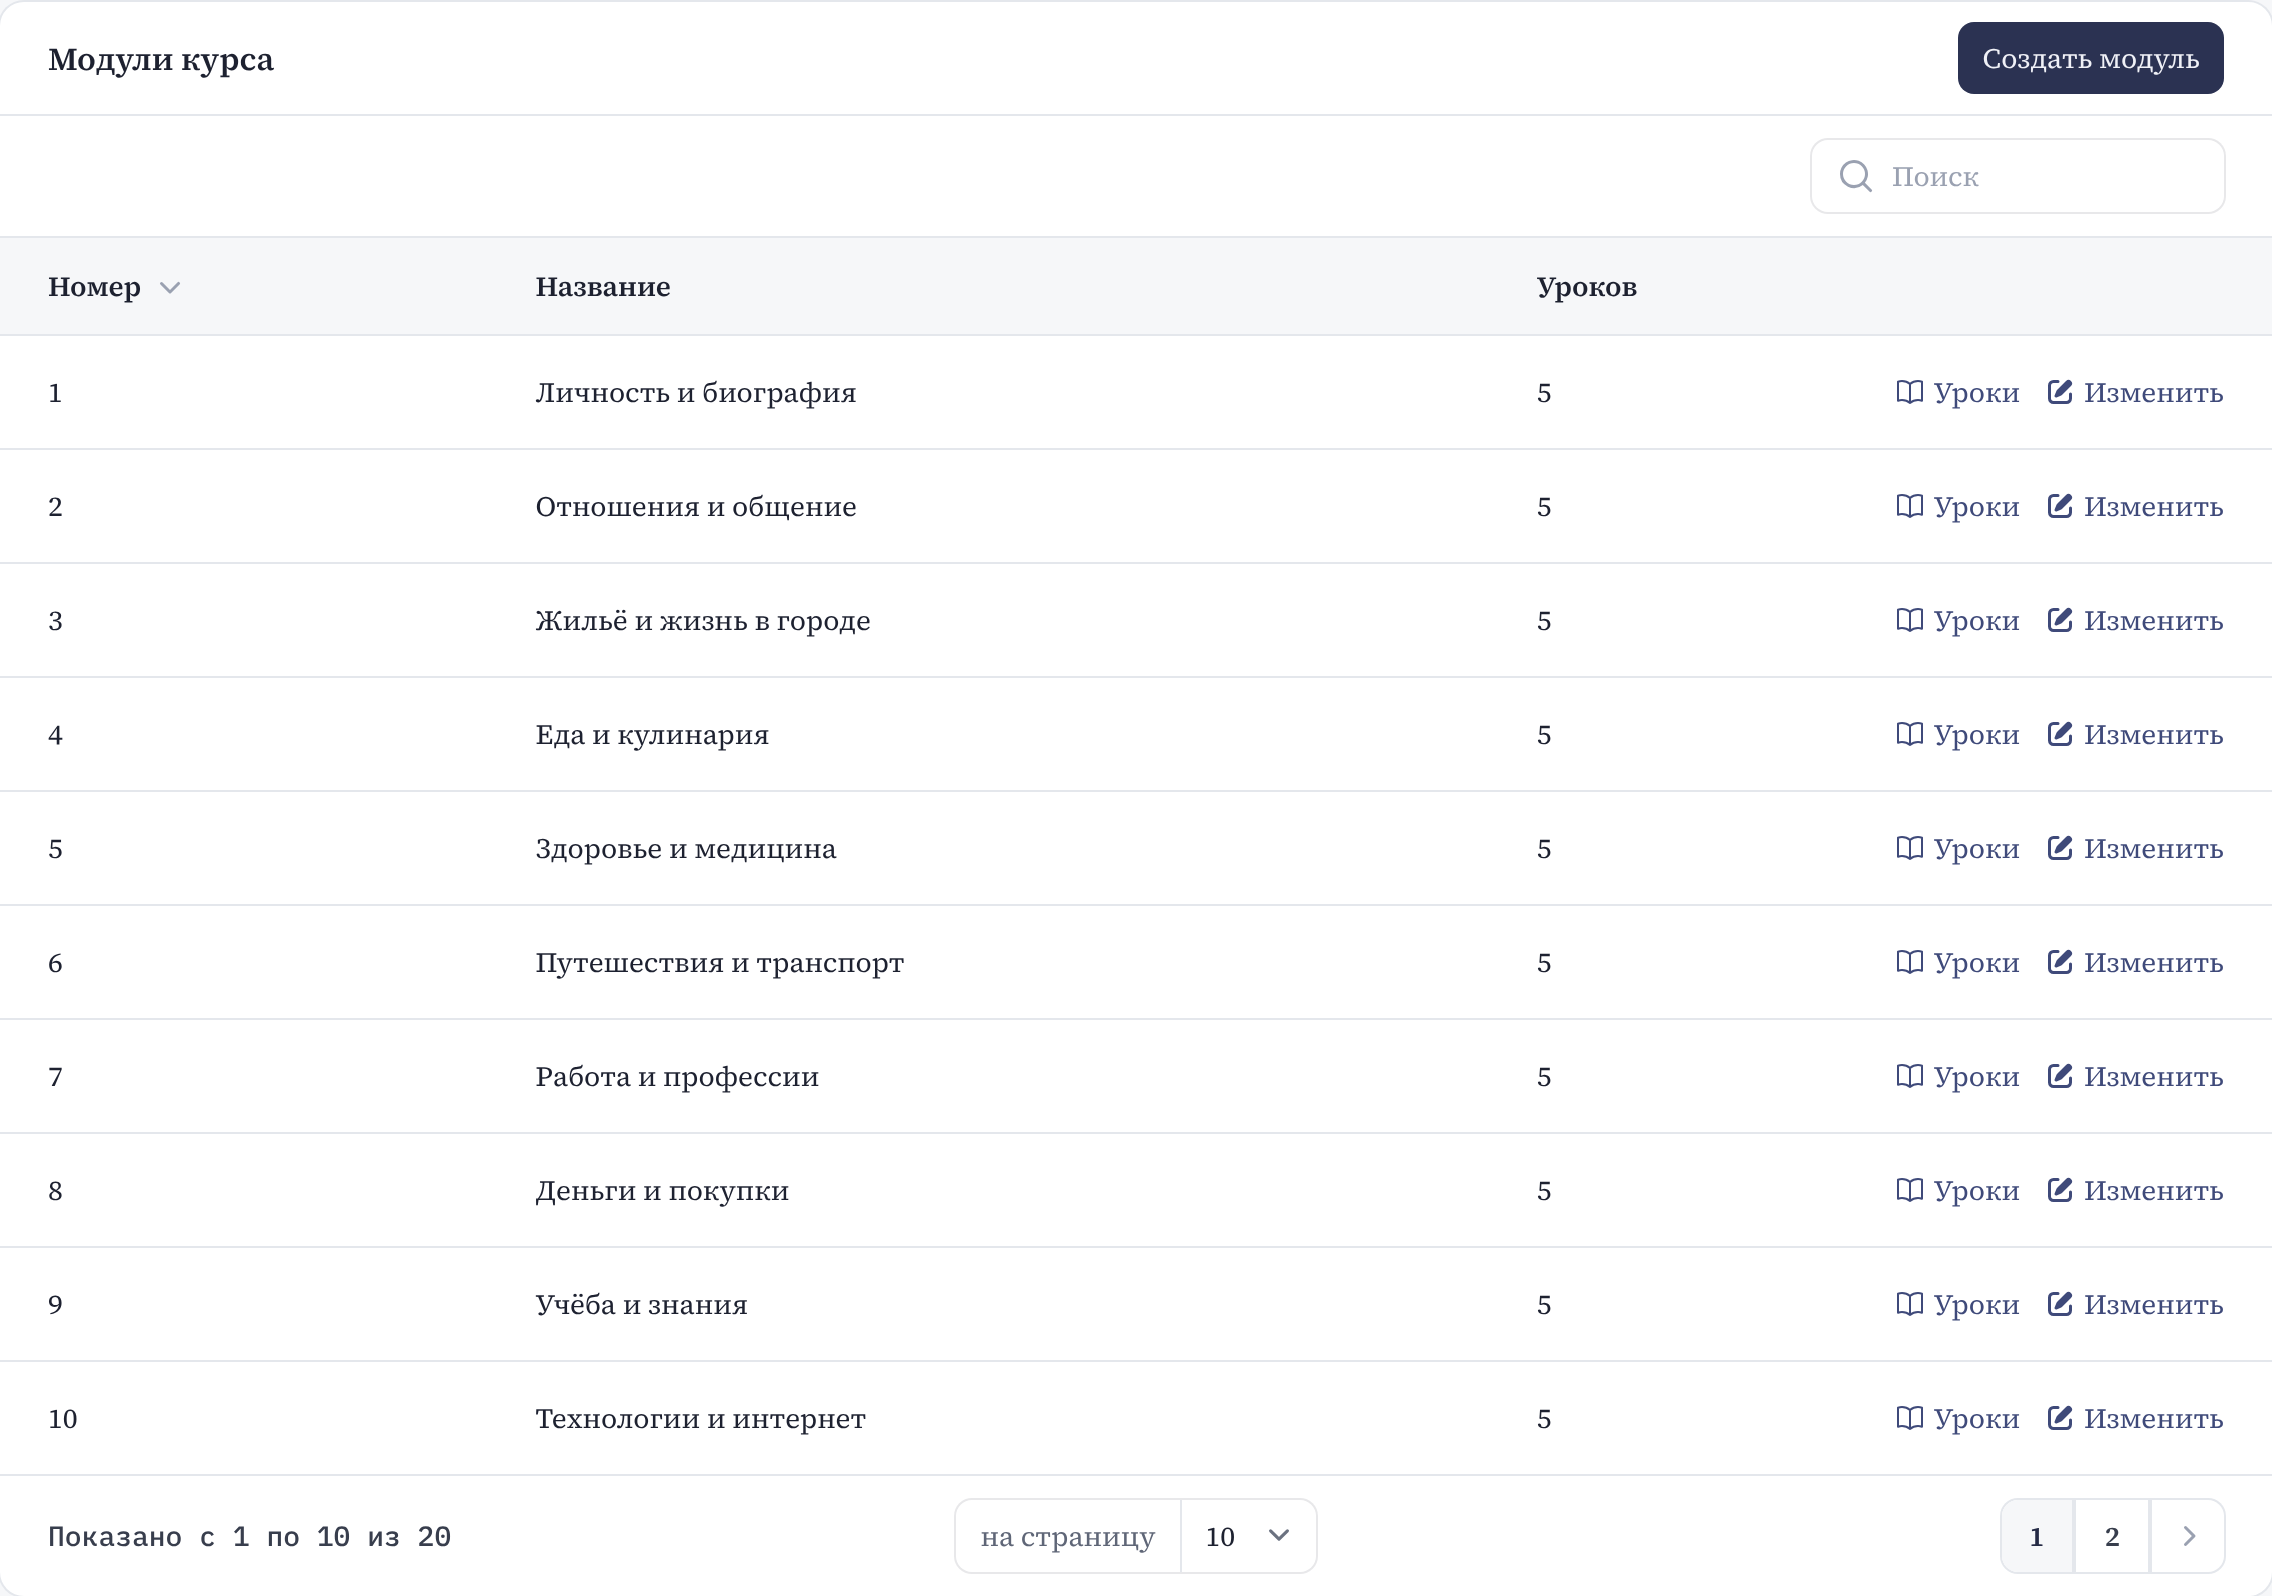 Модули курса
Создать модуль
Поиск
Номер Название Уроков
1 Личность и биография 5 Уроки Изменить
2 Отношения и общение 5 Уроки Изменить
3 Жильё и жизнь в городе 5 Уроки Изменить
4 Еда и кулинария 5 Уроки Изменить
5 Здоровье и медицина 5 Уроки Изменить
6 Путешествия и транспорт 5 Уроки Изменить
7 Работа и профессии 5 Уроки Изменить
8 Деньги и покупки 5 Уроки Изменить
9 Учёба и знания 5 Уроки Изменить
10 Технологии и интернет 5 Уроки Изменить
Показано с 1 по 10 из 20 на страницу 10 1 2